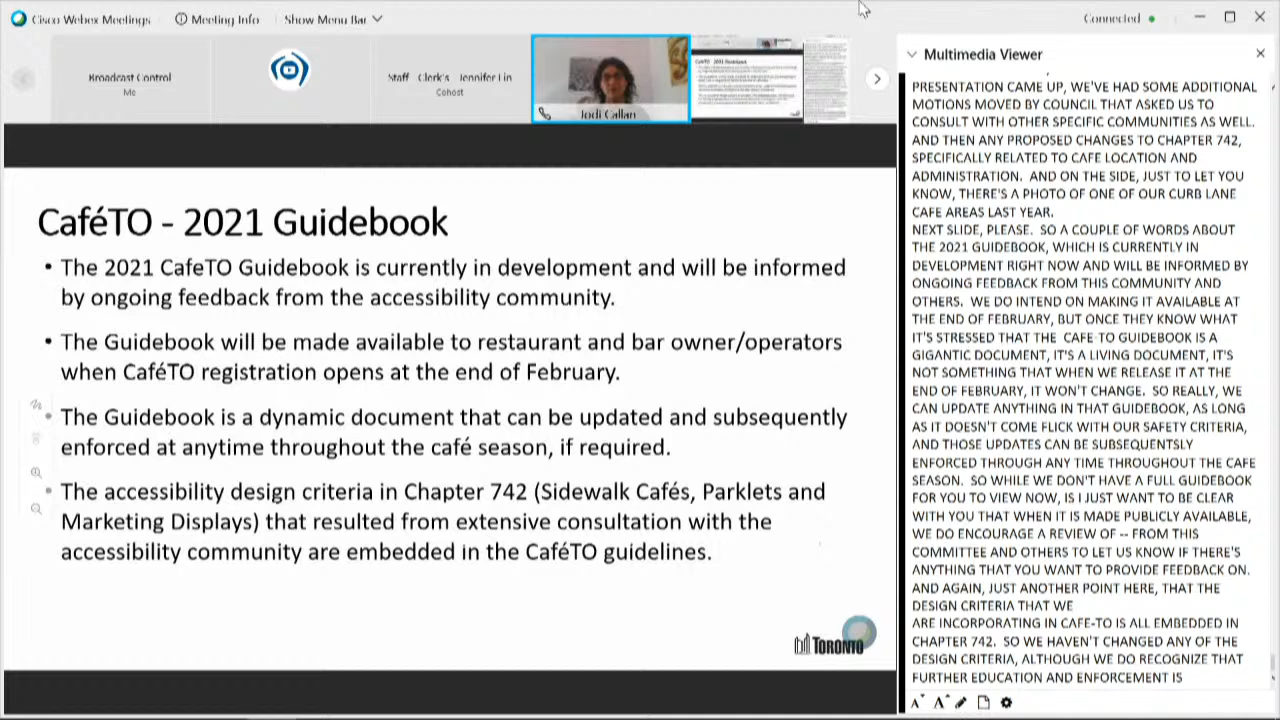 Cisco Webex Meetings
Meeting Info
Show Menu Bar
Connected
Host Control
Staff Clerk's Jennifer Lin
Cohost
Jodi Callan
Multimedia Viewer
CaféTO - 2021 Guidebook
• The 2021 CafeTO Guidebook is currently in development and will be informed
by ongoing feedback from the accessibility community.
• The Guidebook will be made available to restaurant and bar owner/operators
when CaféTO registration opens at the end of February.
• The Guidebook is a dynamic document that can be updated and subsequently
enforced at anytime throughout the café season, if required.
• The accessibility design criteria in Chapter 742 (Sidewalk Cafés, Parklets and
Marketing Displays) that resulted from extensive consultation with the
accessibility community are embedded in the CaféTO guidelines.
TORONTO
PRESENTATION CAME UP, WE'VE HAD SOME ADDITIONAL
MOTIONS MOVED BY COUNCIL THAT ASKED US TO
CONSULT WITH OTHER SPECIFIC COMMUNITIES AS WELL.
AND THEN ANY PROPOSED CHANGES TO CHAPTER 742,
SPECIFICALLY RELATED TO CAFE LOCATION AND
ADMINISTRATION. AND ON THE SIDE, JUST TO LET YOU
KNOW, THERE'S A PHOTO OF ONE OF OUR CURB LANE
CAFE AREAS LAST YEAR.
NEXT SLIDE, PLEASE. SO A COUPLE OF WORDS ABOUT
THE 2021 GUIDEBOOK, WHICH IS CURRENTLY IN
DEVELOPMENT RIGHT NOW AND WILL BE INFORMED BY
ONGOING FEEDBACK FROM THIS COMMUNITY AND
OTHERS. WE DO INTEND ON MAKING IT AVAILABLE AT
THE END OF FEBRUARY, BUT ONCE THEY KNOW WHAT
IT'S STRESSED THAT THE CAFE-TO GUIDEBOOK IS A
GIGANTIC DOCUMENT, IT'S A LIVING DOCUMENT, IT'S
NOT SOMETHING THAT WHEN WE RELEASE IT AT THE
END OF FEBRUARY, IT WON'T CHANGE. SO REALLY, WE
CAN UPDATE ANYTHING IN THAT GUIDEBOOK, AS LONG
AS IT DOESN'T COME FLICK WITH OUR SAFETY CRITERIA,
AND THOSE UPDATES CAN BE SUBSEQUENTSLY
ENFORCED THROUGH ANY TIME THROUGHOUT THE CAFE
SEASON. SO WHILE WE DON'T HAVE A FULL GUIDEBOOK
FOR YOU TO VIEW NOW, IS I JUST WANT TO BE CLEAR
WITH YOU THAT WHEN IT IS MADE PUBLICLY AVAILABLE,
WE DO ENCOURAGE A REVIEW OF -- FROM THIS
COMMITTEE AND OTHERS TO LET US KNOW IF THERE'S
ANYTHING THAT YOU WANT TO PROVIDE FEEDBACK ON.
AND AGAIN, JUST ANOTHER POINT HERE, THAT THE
DESIGN CRITERIA THAT WE
ARE INCORPORATING IN CAFE-TO IS ALL EMBEDDED IN
CHAPTER 742. SO WE HAVEN'T CHANGED ANY OF THE
DESIGN CRITERIA, ALTHOUGH WE DO RECOGNIZE THAT
FURTHER EDUCATION AND ENFORCEMENT IS